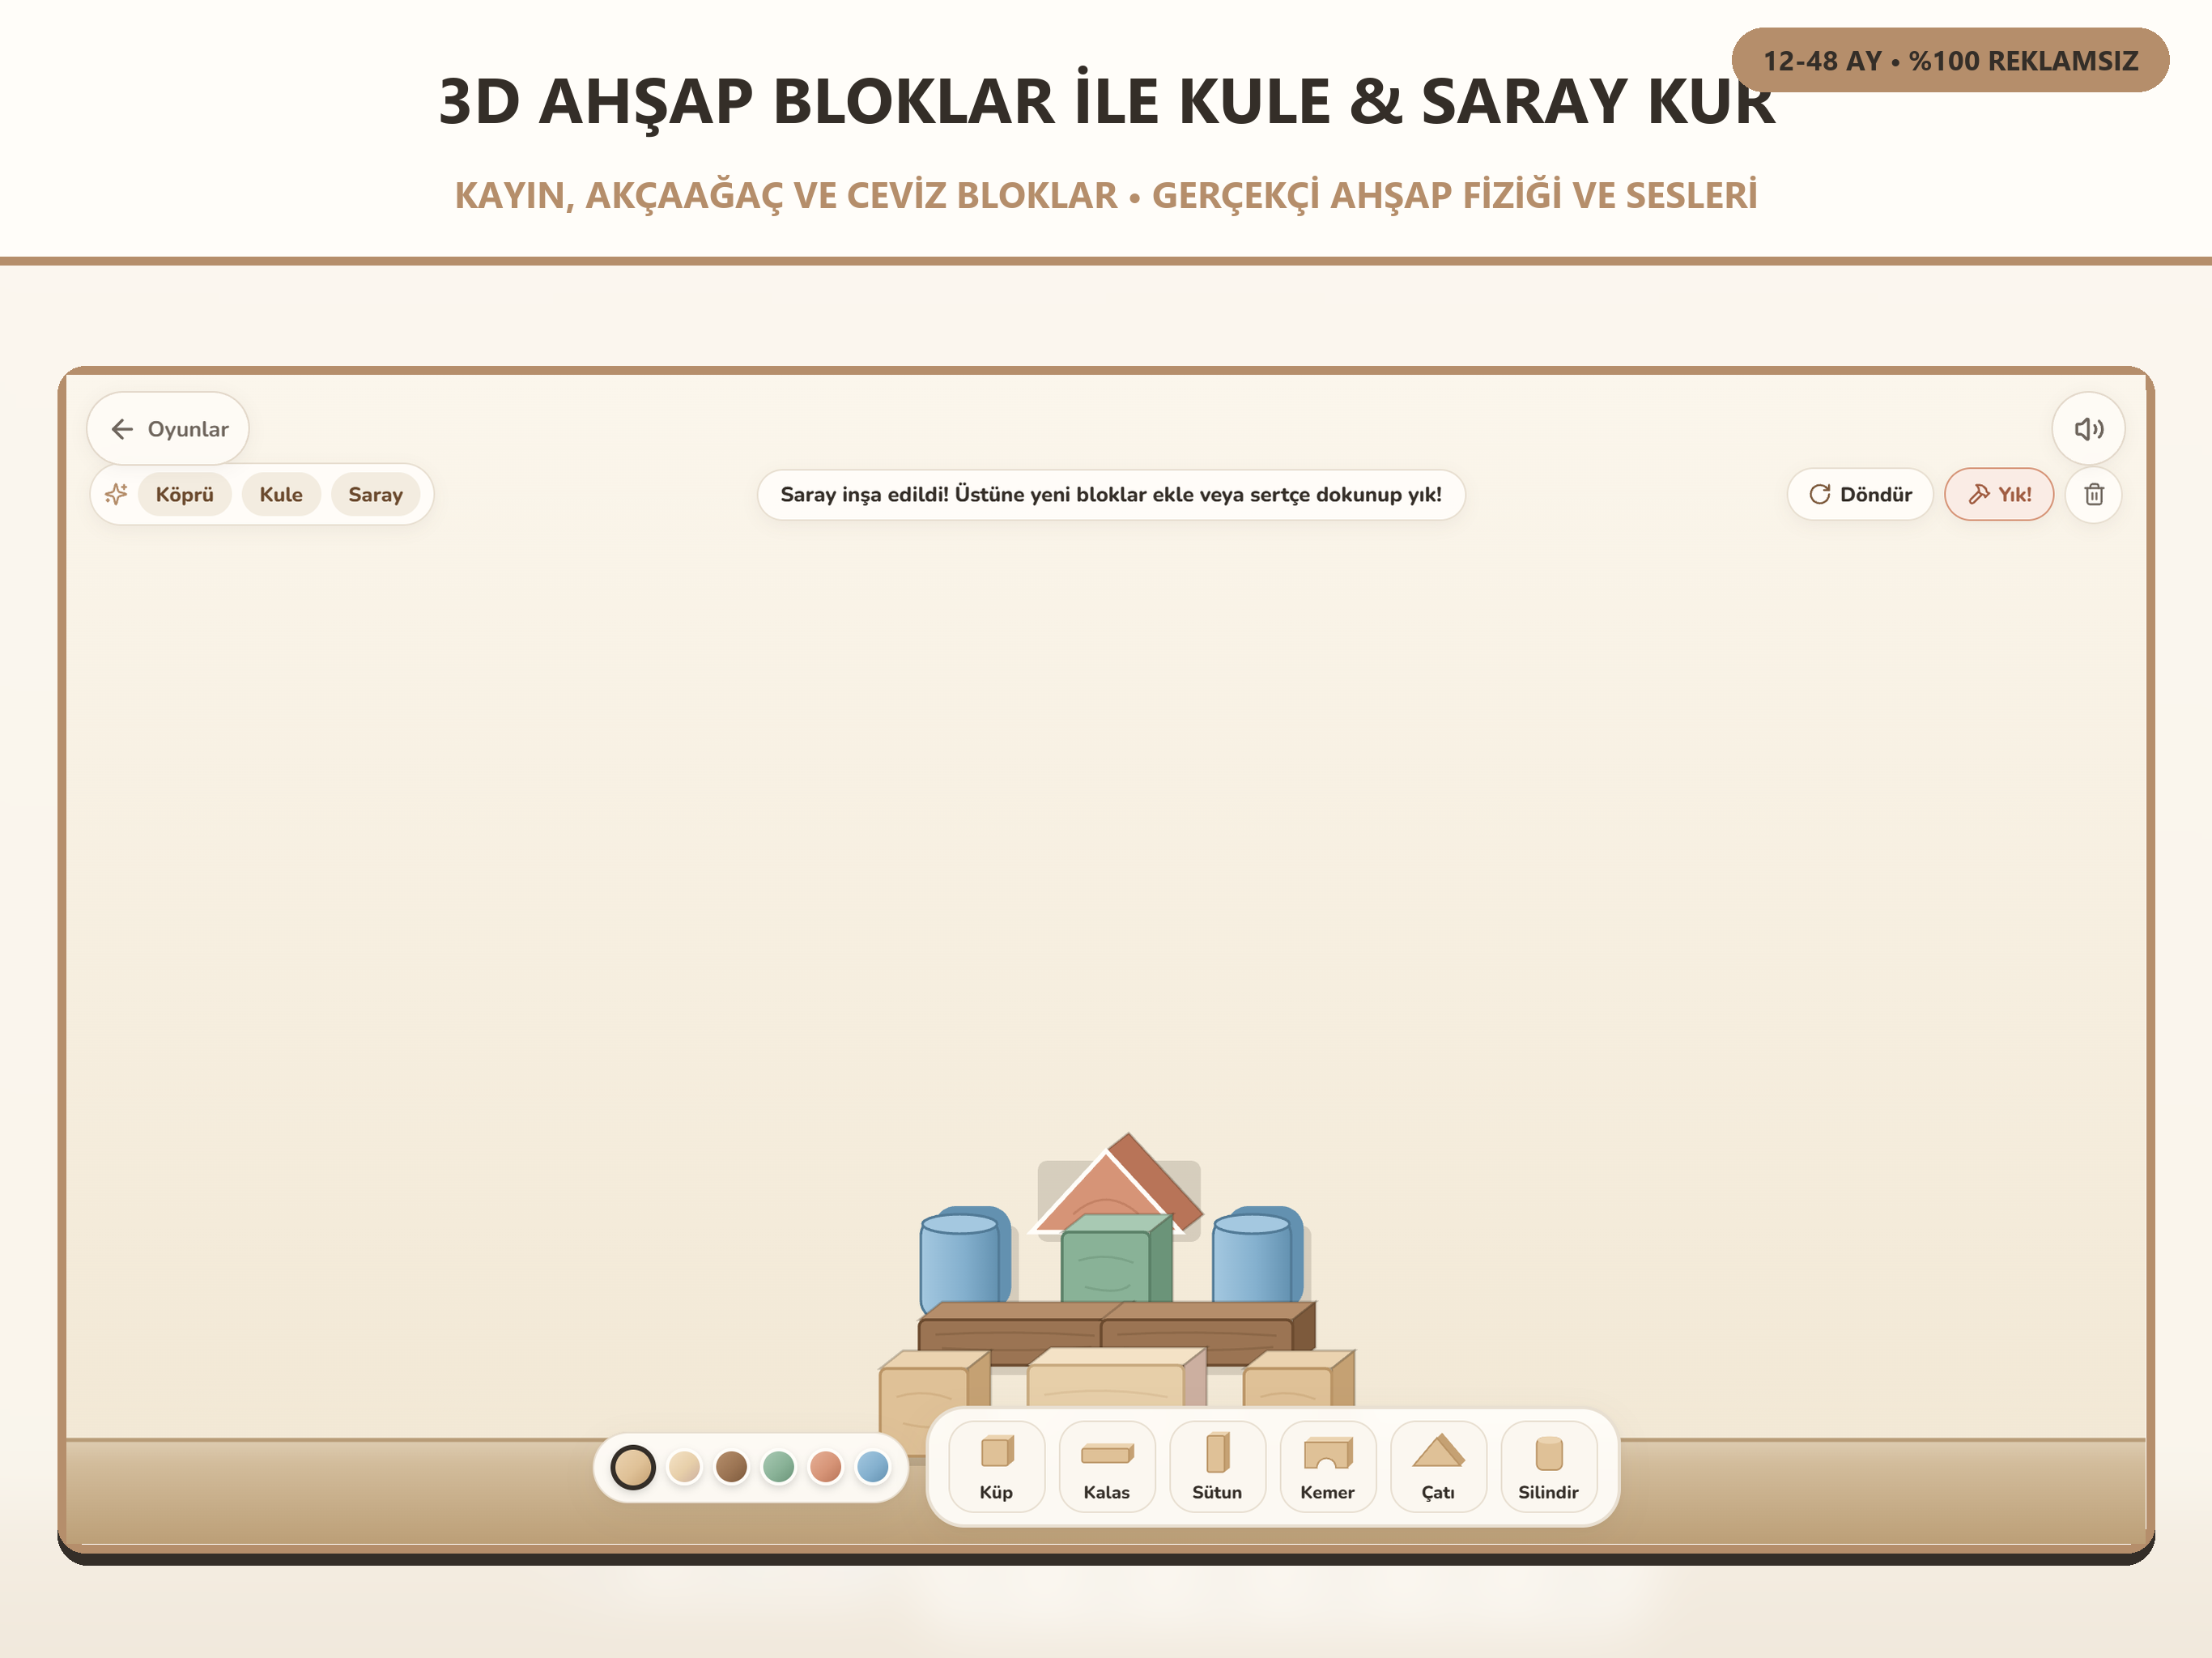 12-48 AY • %100 REKLAMSIZ
3D AHŞAP BLOKLAR İLE KULE & SARAY KUR
KAYIN, AKÇAAĞAÇ VE CEVİZ BLOKLAR • GERÇEKÇİ AHŞAP FİZİĞİ VE SESLERİ
Oyunlar
Köprü Kule Saray
Saray inşa edildi! Üstüne yeni bloklar ekle veya sertçe dokunup yık!
Döndür Yık!
Küp Kalas Sütun Kemer Çatı Silindir